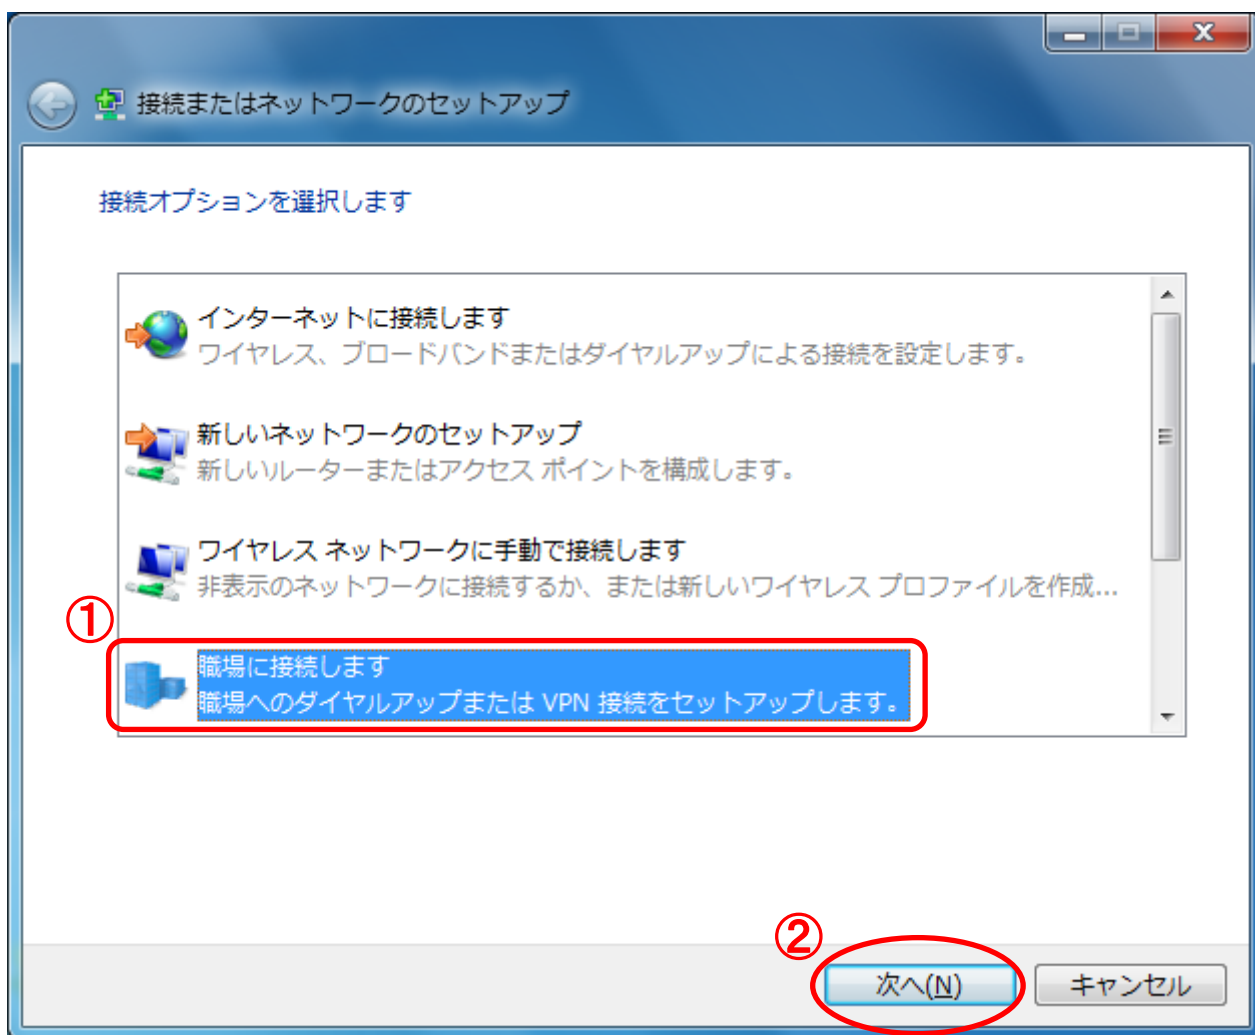 接続またはネットワークのセットアップ
接続オプションを選択します
インターネットに接続します
ワイヤレス、ブロードバンドまたはダイヤルアップによる接続を設定します。
新しいネットワークのセットアップ
新しいルーターまたはアクセス ポイントを構成します。
ワイヤレス ネットワークに手動で接続します
非表示のネットワークに接続するか、または新しいワイヤレス プロファイルを作成...
①
職場に接続します
職場へのダイヤルアップまたは VPN 接続をセットアップします。
②
次へ(N)
キャンセル